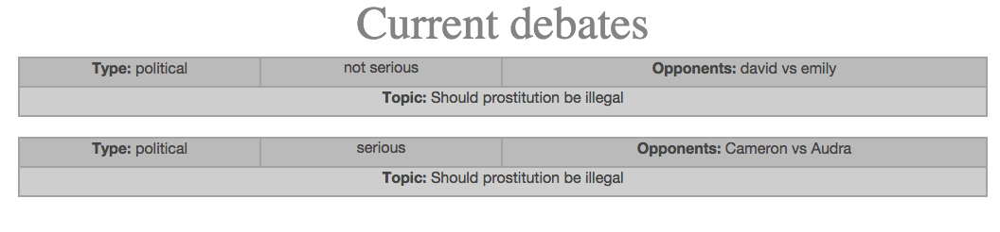 Current debates
Type: political not serious Opponents: david vs emily
Topic: Should prostitution be illegal
Type: political serious Opponents: Cameron vs Audra
Topic: Should prostitution be illegal